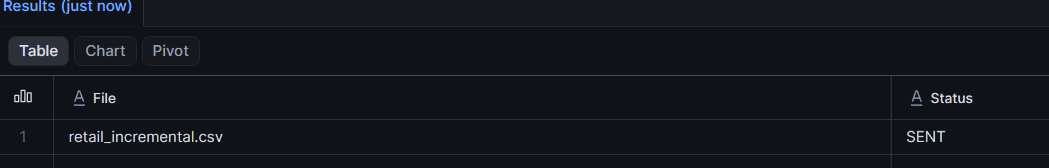 Results (just now)
Table Chart Pivot
A File A Status
1 retail_incremental.csv SENT